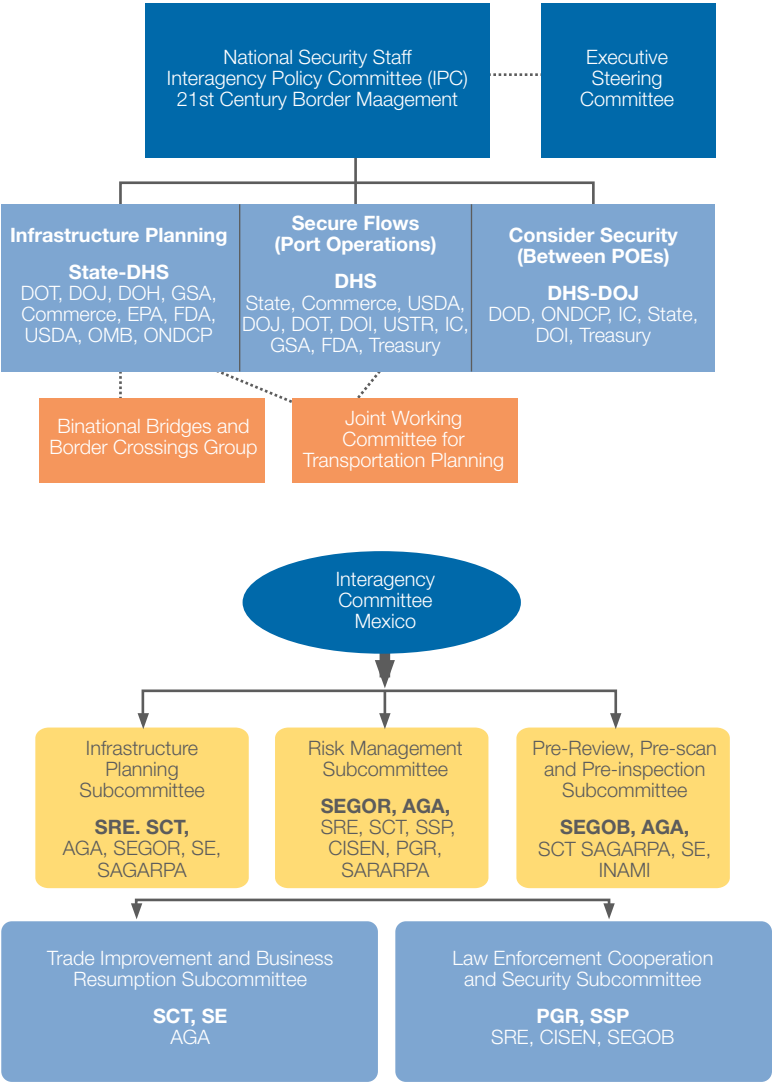 National Security Staff
Interagency Policy Committee (IPC)
21st Century Border Maagement
Executive
Steering
Committee
Infrastructure Planning
State-DHS
DOT, DOJ, DOH, GSA,
Commerce, EPA, FDA,
USDA, OMB, ONDCP
Secure Flows
(Port Operations)
DHS
State, Commerce, USDA,
DOJ, DOT, DOI, USTR, IC,
GSA, FDA, Treasury
Consider Security
(Between POEs)
DHS-DOJ
DOD, ONDCP, IC, State,
DOI, Treasury
Binational Bridges and
Border Crossings Group
Joint Working
Committee for
Transportation Planning
Interagency
Committee
Mexico
Infrastructure
Planning
Subcommittee
SRE. SCT,
AGA, SEGOR, SE,
SAGARPA
Risk Management
Subcommittee
SEGOR, AGA,
SRE, SCT, SSP,
CISEN, PGR,
SARARPA
Pre-Review, Pre-scan
and Pre-inspection
Subcommittee
SEGOB, AGA,
SCT SAGARPA, SE,
INAMI
Trade Improvement and Business
Resumption Subcommittee
SCT, SE
AGA
Law Enforcement Cooperation
and Security Subcommittee
PGR, SSP
SRE, CISEN, SEGOB